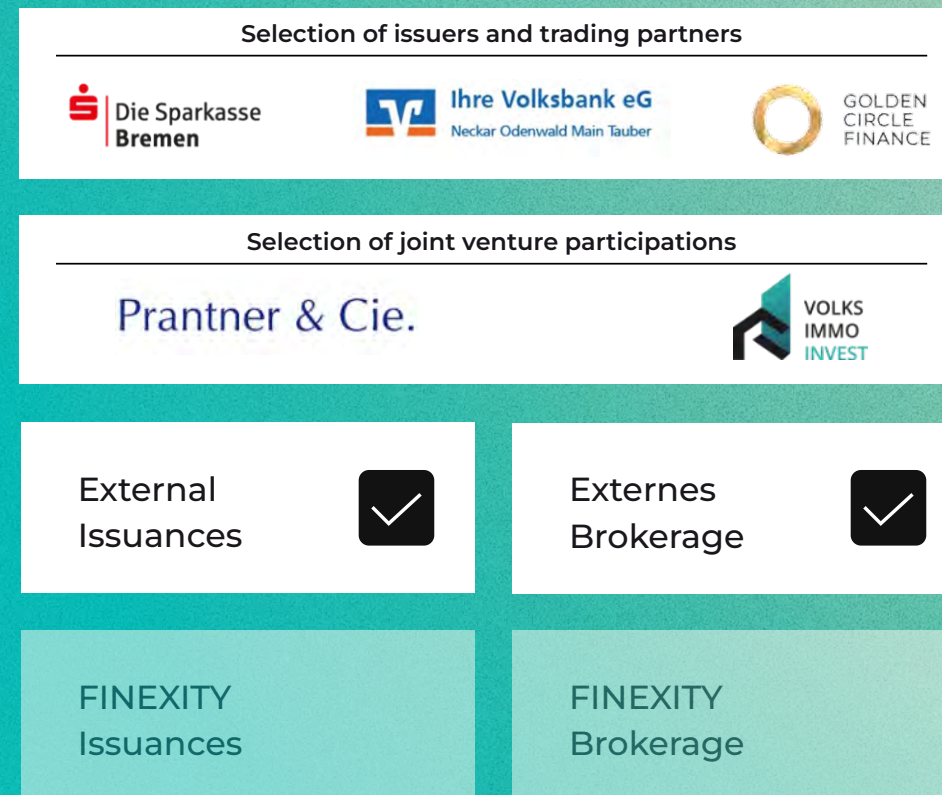 Selection of issuers and trading partners
Die Sparkasse
Bremen
Ihre Volksbank eG
Neckar Odenwald Main Tauber
GOLDEN
CIRCLE
FINANCE
Selection of joint venture participations
Prantner & Cie.
VOLKS
IMMO
INVEST
External
Issuances
Externes
Brokerage
FINEXITY
Issuances
FINEXITY
Brokerage